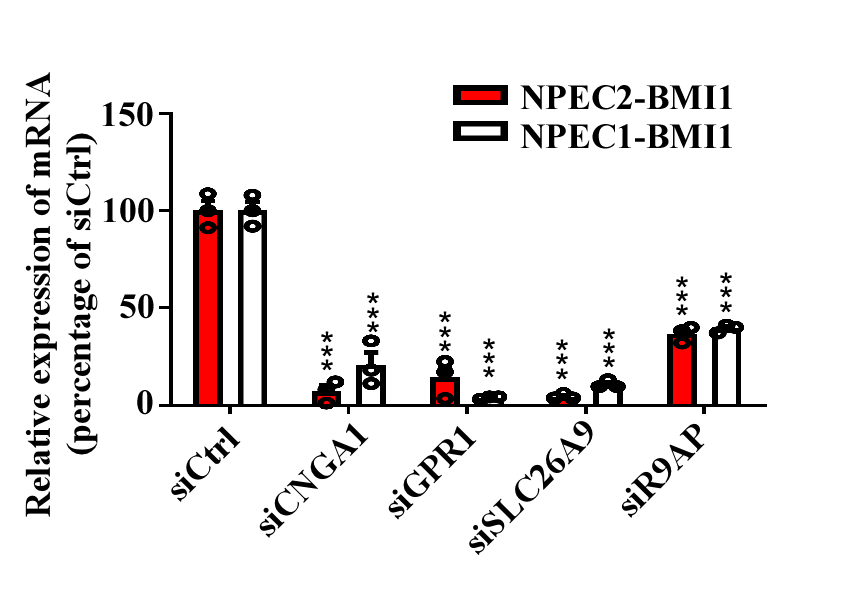 NPEC2-BMI1
NPEC1-BMI1
Relative expression of mRNA
(percentage of siCtrl)
150
100
50
0
***
***
***
***
***
***
***
***
siCtrl
siCNGA1
siGPR1
siSLC26A9
siR9AP